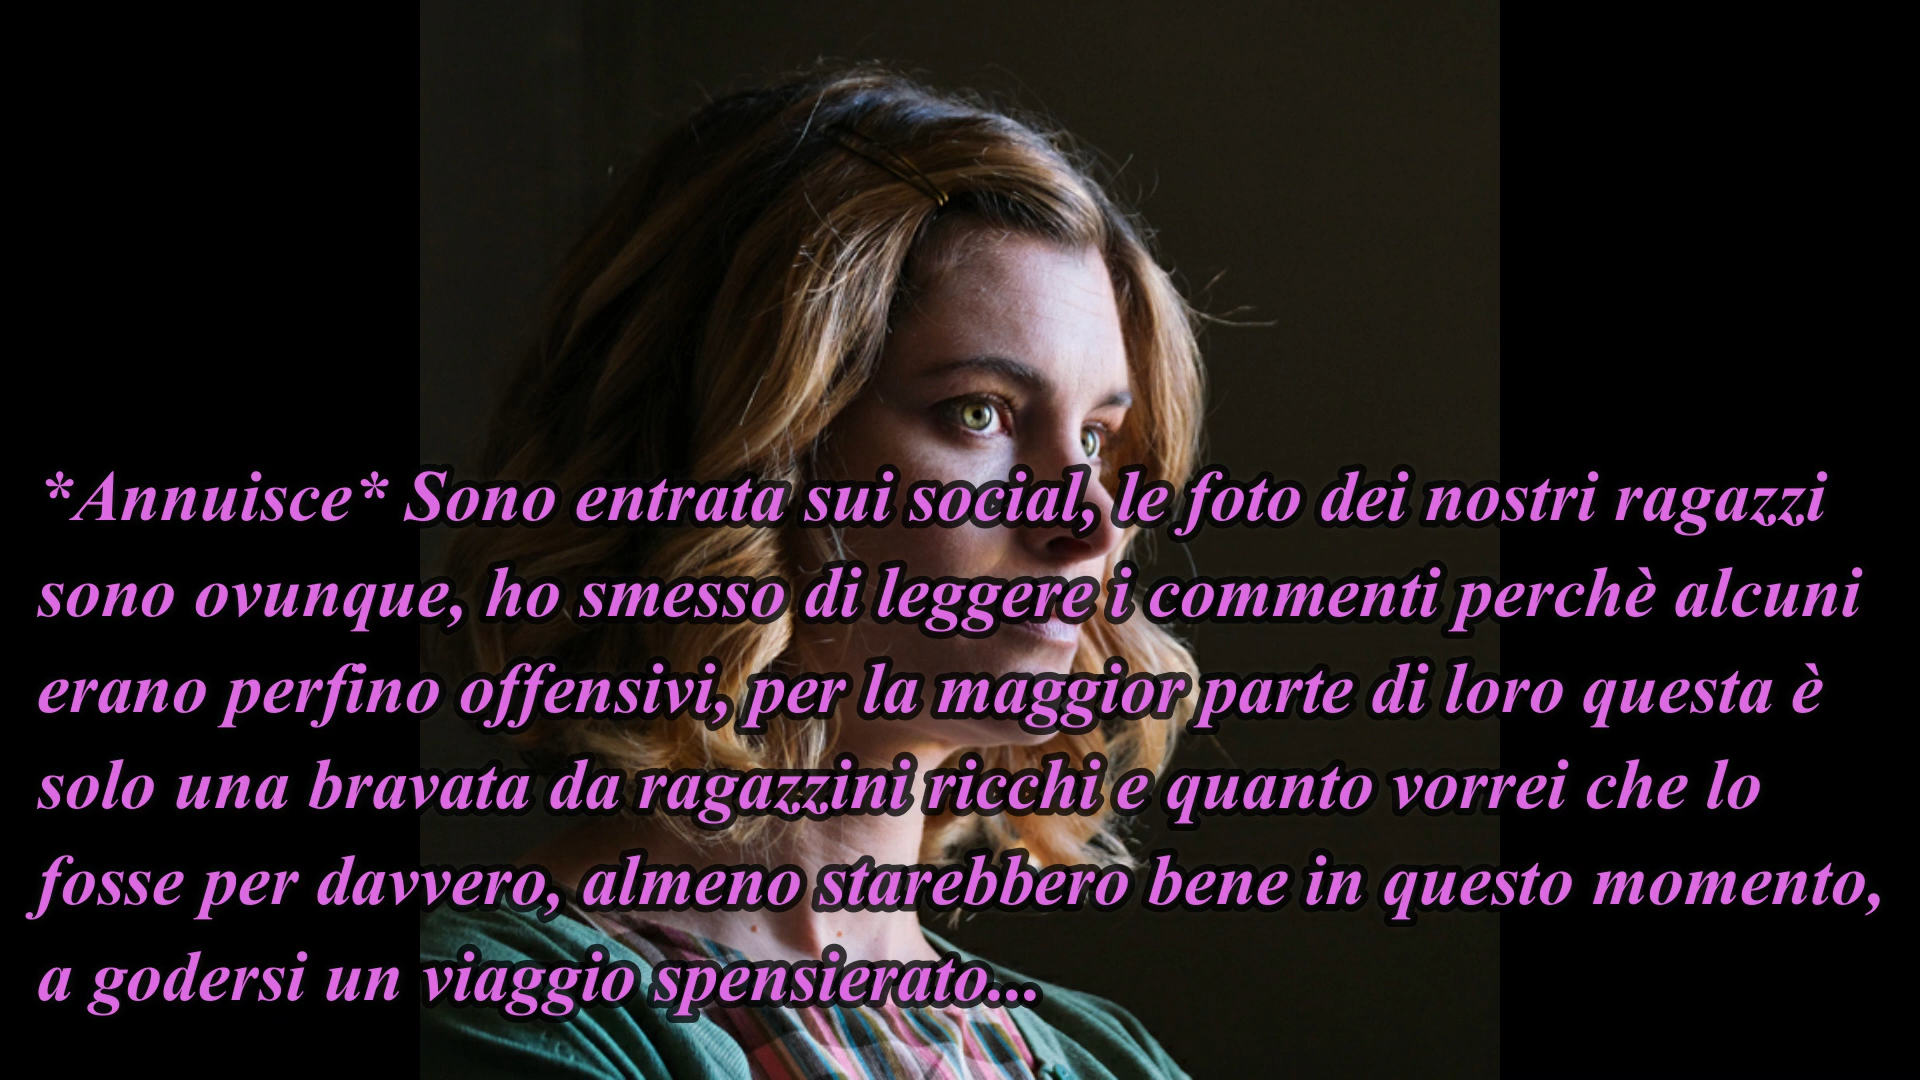 *Annuisce* Sono entrata sui social, le foto dei nostri ragazzi
sono ovunque, ho smesso di leggere i commenti perchè alcuni
erano perfino offensivi, per la maggior parte di loro questa è
solo una bravata da ragazzini ricchi e quanto vorrei che lo
fosse per davvero, almeno starebbero bene in questo momento,
a godersi un viaggio spensierato...